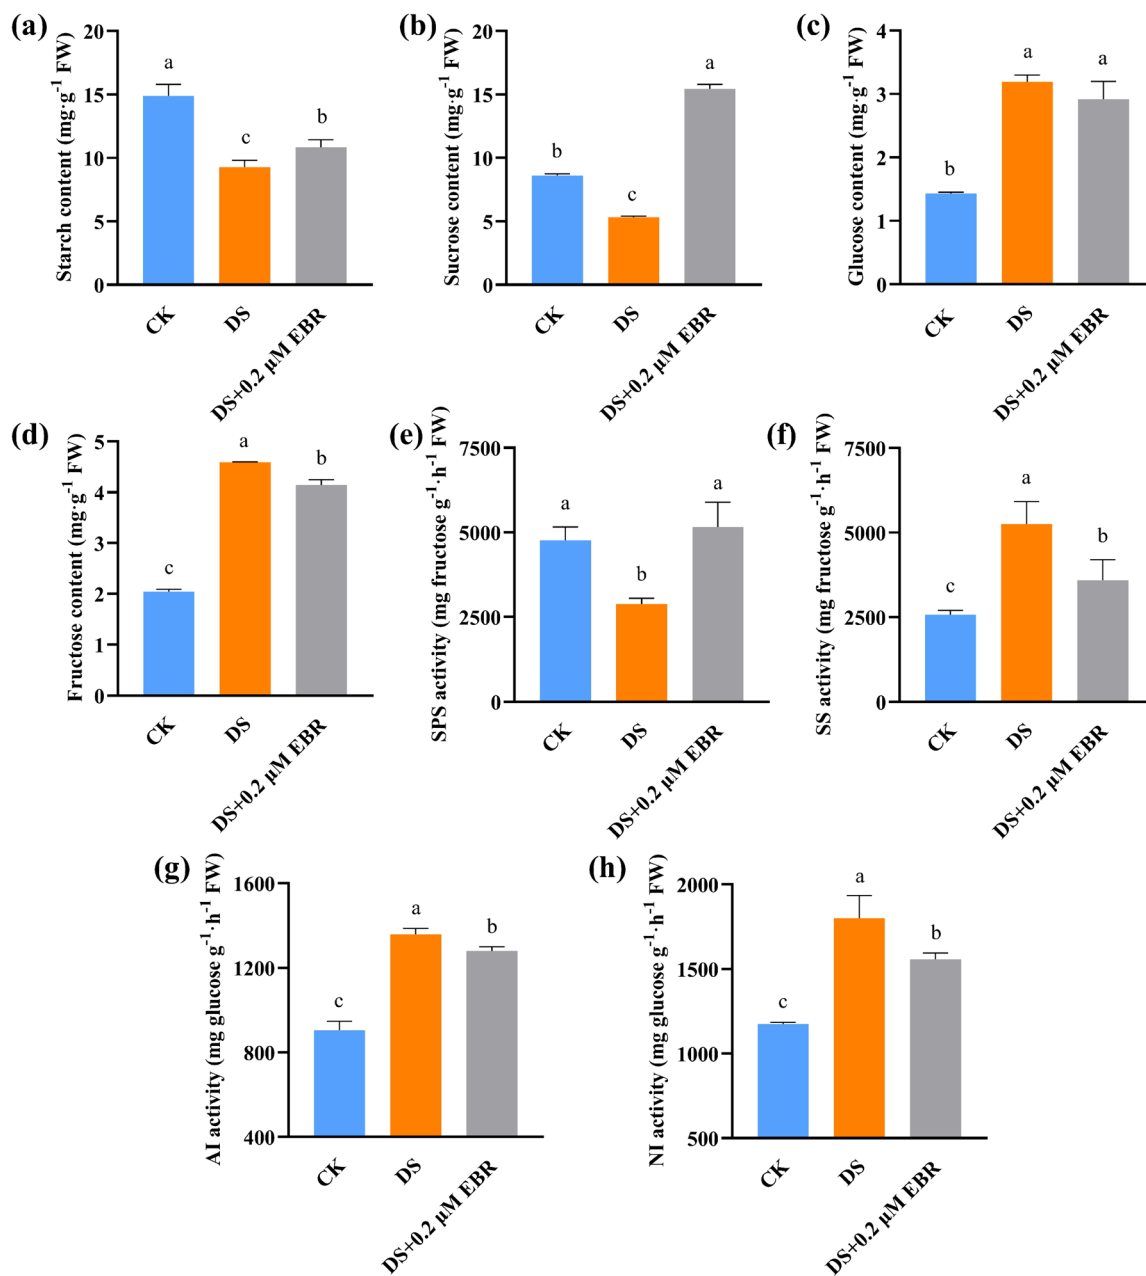 (a)
Starch content (mg·g⁻¹ FW)
20
15
10
5
0
a
c
b
CK
DS
DS+0.2 μM EBR
(b)
Sucrose content (mg·g⁻¹ FW)
20
15
10
5
0
b
c
a
CK
DS
DS+0.2 μM EBR
(c)
Glucose content (mg·g⁻¹ FW)
4
3
2
1
0
b
a
a
CK
DS
DS+0.2 μM EBR
(d)
Fructose content (mg·g⁻¹ FW)
5
4
3
2
1
0
c
a
b
CK
DS
DS+0.2 μM EBR
(e)
SPS activity (mg fructose g⁻¹·h⁻¹ FW)
7500
5000
2500
0
a
b
a
CK
DS
DS+0.2 μM EBR
(f)
SS activity (mg fructose g⁻¹·h⁻¹ FW)
7500
5000
2500
0
c
a
b
CK
DS
DS+0.2 μM EBR
(g)
AI activity (mg glucose g⁻¹·h⁻¹ FW)
1600
1200
800
400
c
a
b
CK
DS
DS+0.2 μM EBR
(h)
NI activity (mg glucose g⁻¹·h⁻¹ FW)
2000
1500
1000
500
c
a
b
CK
DS
DS+0.2 μM EBR